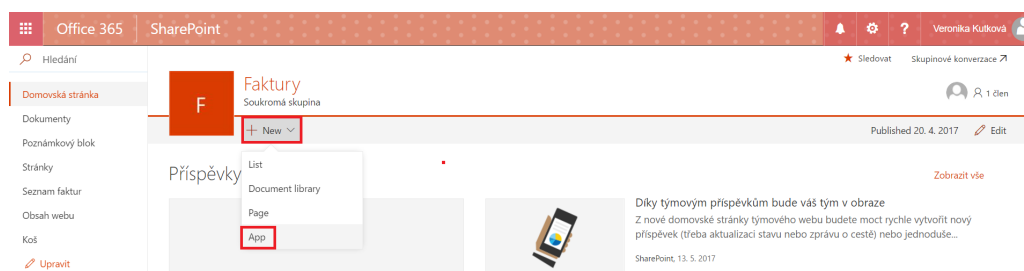 Office 365 SharePoint ? Veronika Kutková
Hledání
Sledovat Skupinové konverzace
F
Faktury
Soukromá skupina
1 člen
Domovská stránka
Dokumenty
Poznámkový blok
Stránky
Seznam faktur
Obsah webu
Koš
Upravit
+ New
Published 20. 4. 2017 Edit
List
Document library
Page
App
Příspěvky
Zobrazit vše
Díky týmovým příspěvkům bude váš tým v obraze
Z nové domovské stránky týmového webu budete moct rychle vytvořit nový
příspěvek (třeba aktualizaci stavu nebo zprávu o cestě) nebo jednoduše...
SharePoint, 13. 5. 2017